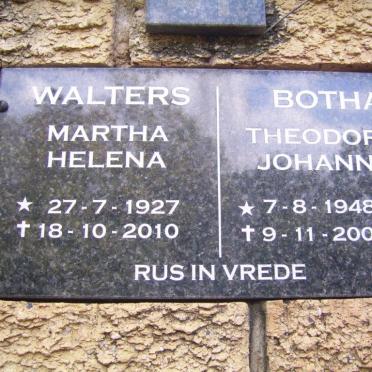 WALTERS
MARTHA
HELENA
★ 27-7-1927
✝ 18-10-2010
BOTHA
JOHANN
★ 7-8-1948
✝ 9-11-200
RUS IN VREDE